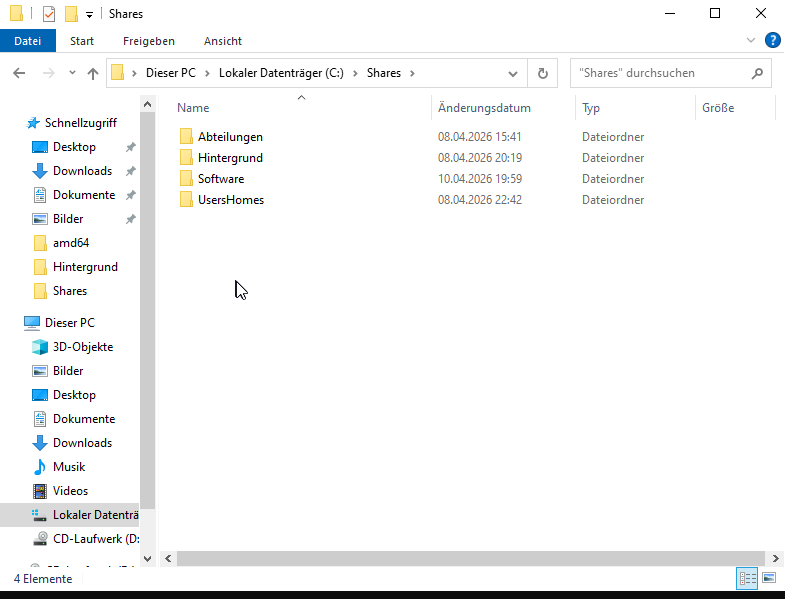 Shares
Datei Start Freigeben Ansicht
Dieser PC Lokaler Datenträger (C:) Shares "Shares" durchsuchen
Name Änderungsdatum Typ Größe
Abteilungen 08.04.2026 15:41 Dateiordner
Hintergrund 08.04.2026 20:19 Dateiordner
Software 10.04.2026 19:59 Dateiordner
UsersHomes 08.04.2026 22:42 Dateiordner
Schnellzugriff
Desktop
Downloads
Dokumente
Bilder
amd64
Hintergrund
Shares
Dieser PC
3D-Objekte
Bilder
Desktop
Dokumente
Downloads
Musik
Videos
Lokaler Datenträ
CD-Laufwerk (D:
4 Elemente